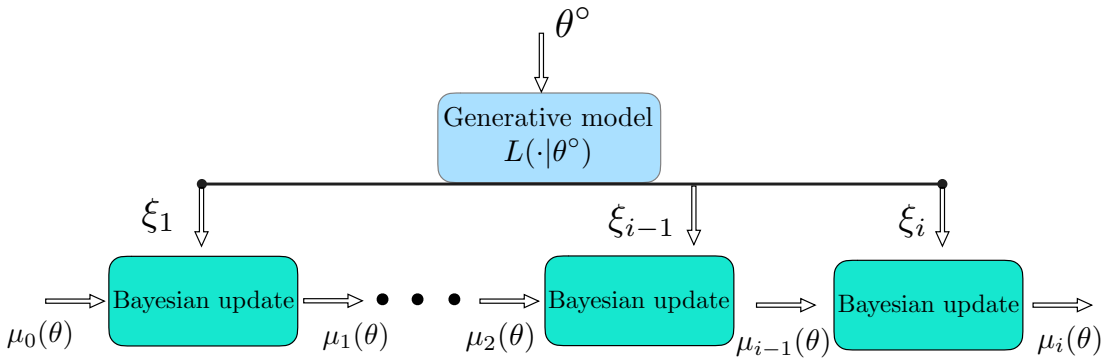 θ°
Generative model
L(·|θ°)
ξ₁
ξᵢ₋₁
ξᵢ
Bayesian update
Bayesian update
Bayesian update
μ₀(θ)
μ₁(θ)
μ₂(θ)
μᵢ₋₁(θ)
μᵢ(θ)